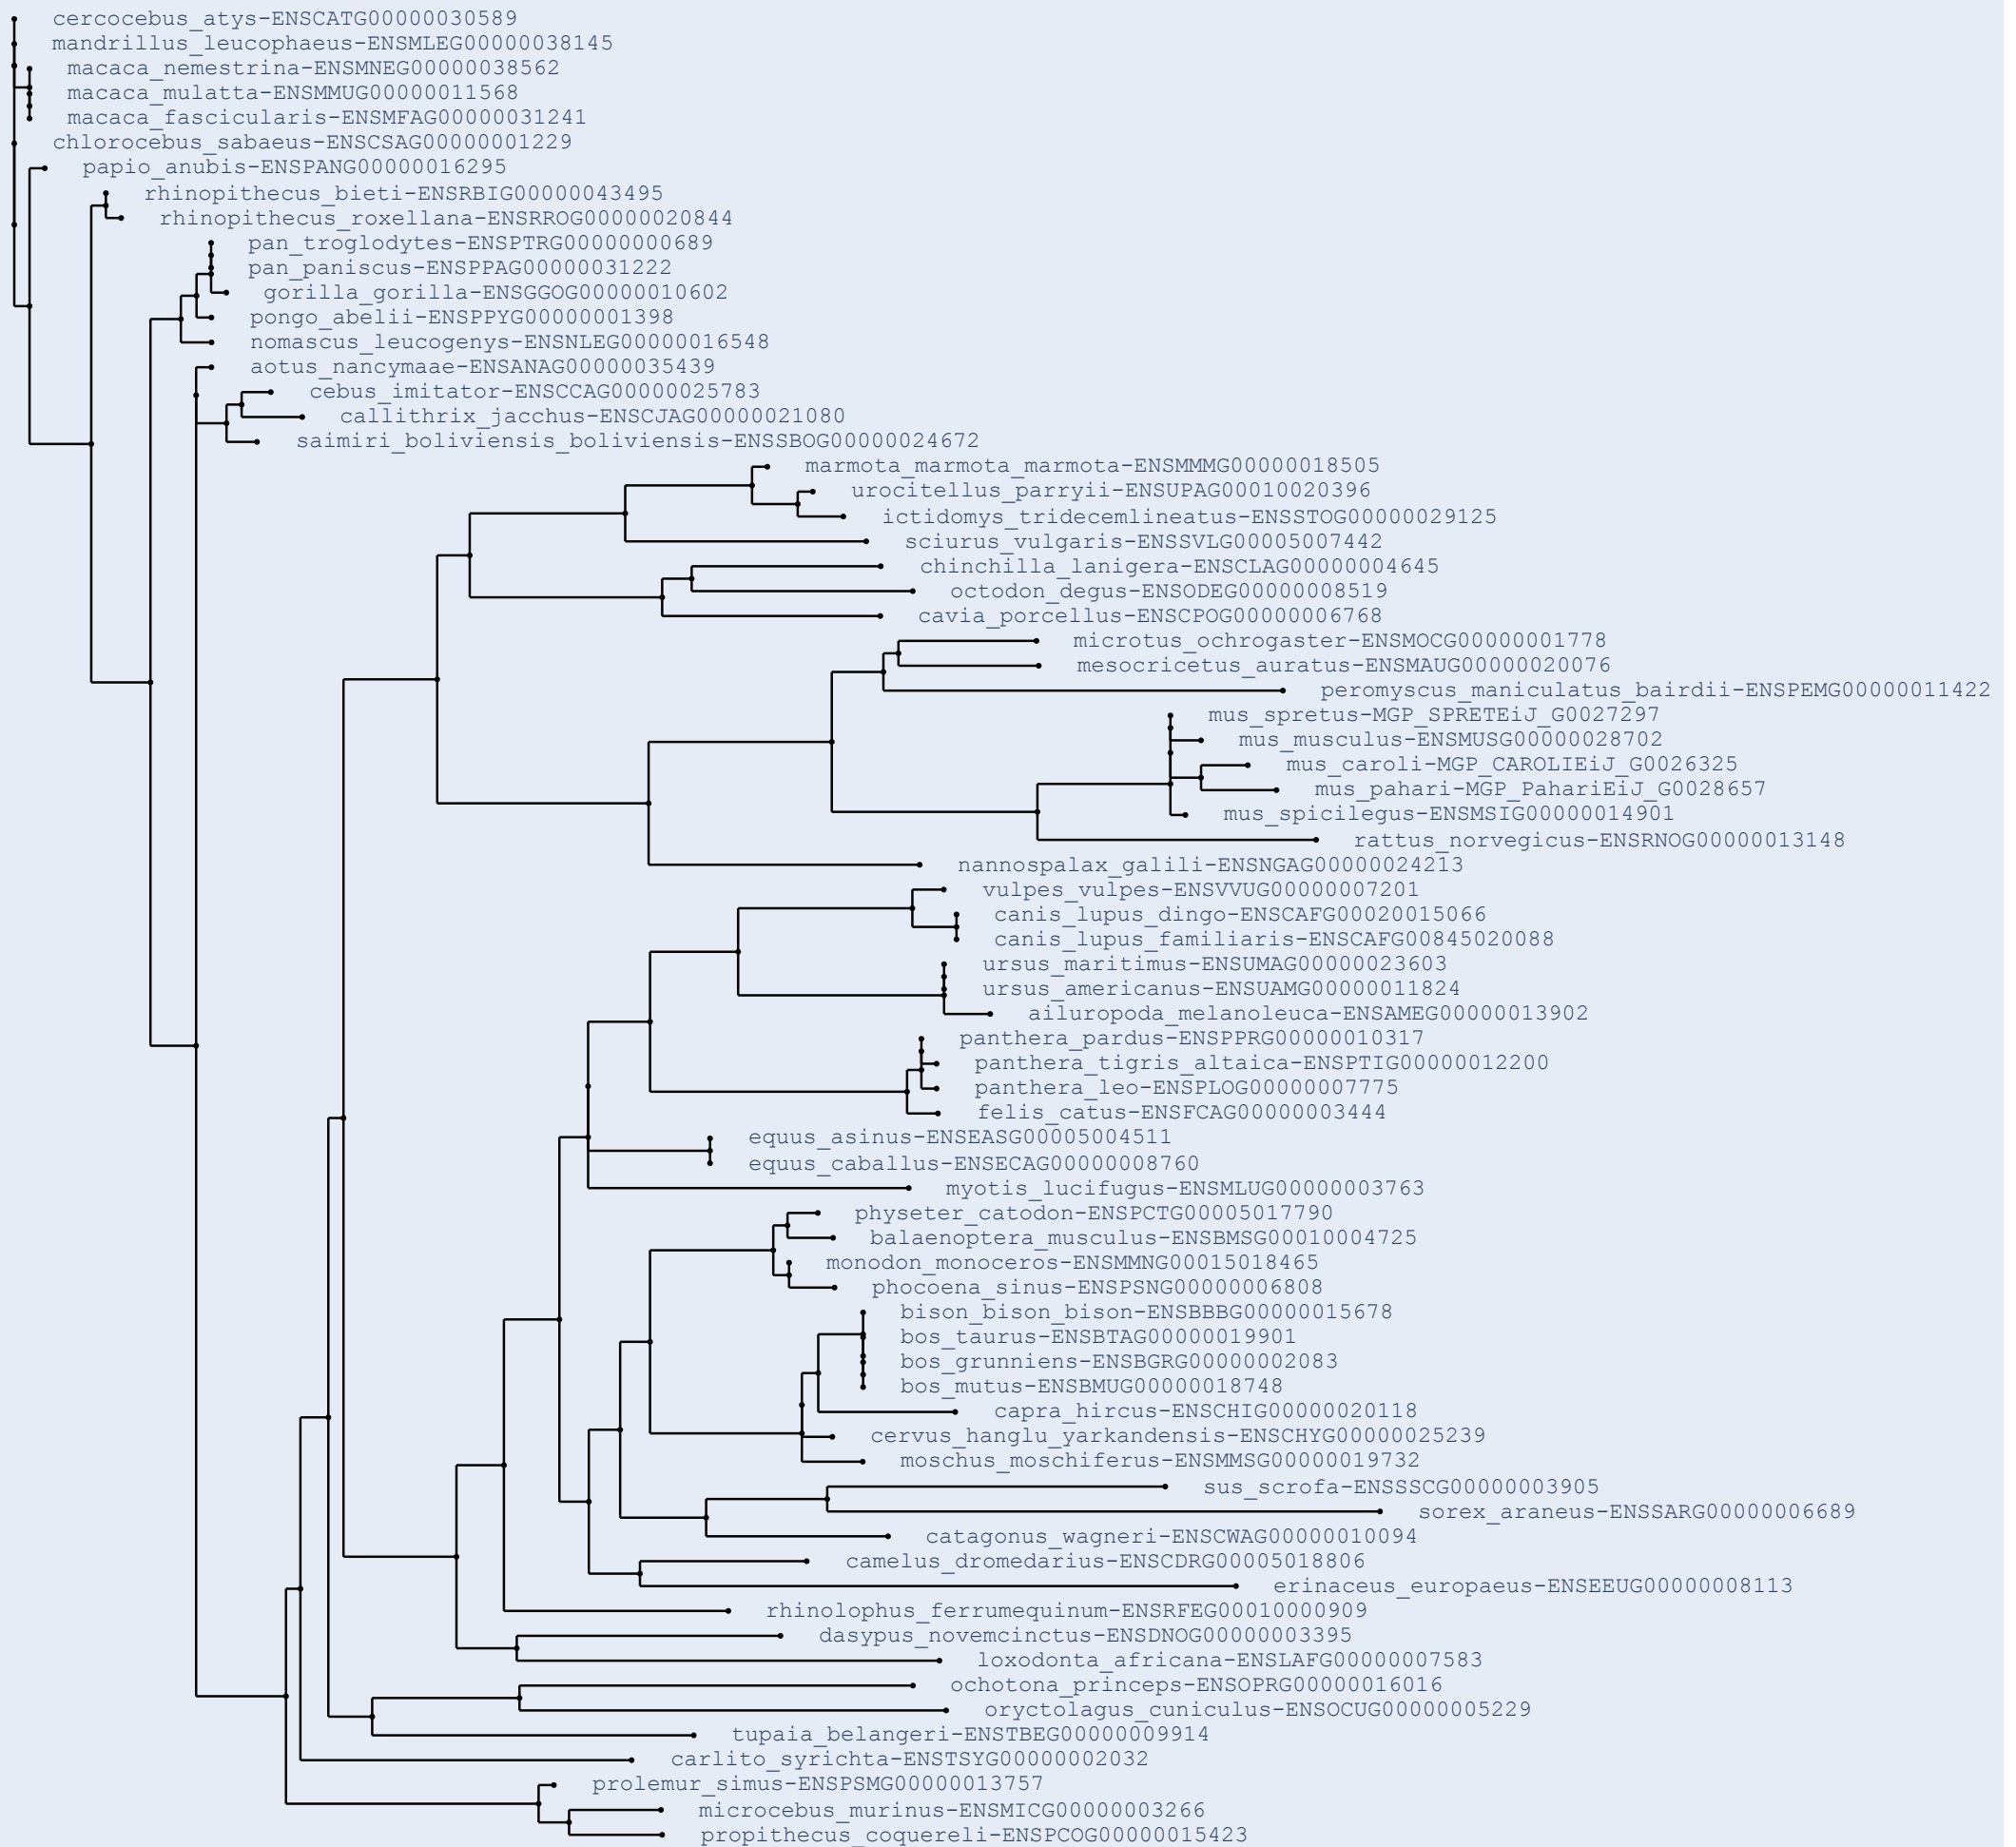 cercocebus_atys-ENSCATG00000030589
mandrillus_leucophaeus-ENSMLEG00000038145
macaca_nemestrina-ENSMNEG00000038562
macaca_mulatta-ENSMMUG00000011568
macaca_fascicularis-ENSMFAG00000031241
chlorocebus_sabaeus-ENSCSAG00000001229
papio_anubis-ENSPANG00000016295
rhinopithecus_bieti-ENSRBIG00000043495
rhinopithecus_roxellana-ENSRROG00000020844
pan_troglodytes-ENSPTRG00000000689
pan_paniscus-ENSPPAG00000031222
gorilla_gorilla-ENSGGOG00000010602
pongo_abelii-ENSPPYG00000001398
nomascus_leucogenys-ENSNLEG00000016548
aotus_nancymaae-ENSANAG00000035439
cebus_imitator-ENSCCAG00000025783
callithrix_jacchus-ENSCJAG00000021080
saimiri_boliviensis_boliviensis-ENSSBOG00000024672
marmota_marmota_marmota-ENSMMMG00000018505
urocitellus_parryii-ENSUPAG00010020396
ictidomys_tridecemlineatus-ENSSTOG00000029125
sciurus_vulgaris-ENSSVLG00005007442
chinchilla_lanigera-ENSCLAG00000004645
octodon_degus-ENSODEG00000008519
cavia_porcellus-ENSCPOG00000006768
microtus_ochrogaster-ENSMOCG00000001778
mesocricetus_auratus-ENSMAUG00000020076
peromyscus_maniculatus_bairdii-ENSPEMG00000011422
mus_spretus-MGP_SPRETEiJ_G0027297
mus_musculus-ENSMUSG00000028702
mus_caroli-MGP_CAROLIEiJ_G0026325
mus_pahari-MGP_PahariEiJ_G0028657
mus_spicilegus-ENSMSIG00000014901
rattus_norvegicus-ENSRNOG00000013148
nannospalax_galili-ENSNGAG00000024213
vulpes_vulpes-ENSVVUG00000007201
canis_lupus_dingo-ENSCAFG00020015066
canis_lupus_familiaris-ENSCAFG00845020088
ursus_maritimus-ENSUMAG00000023603
ursus_americanus-ENSUAMG00000011824
ailuropoda_melanoleuca-ENSAMEG00000013902
panthera_pardus-ENSPPRG00000010317
panthera_tigris_altaica-ENSPTIG00000012200
panthera_leo-ENSPLOG00000007775
felis_catus-ENSFCAG00000003444
equus_asinus-ENSEASG00005004511
equus_caballus-ENSECAG00000008760
myotis_lucifugus-ENSMLUG00000003763
physeter_catodon-ENSPCTG00005017790
balaenoptera_musculus-ENSBMSG00010004725
monodon_monoceros-ENSMMNG00015018465
phocoena_sinus-ENSPSNG00000006808
bison_bison_bison-ENSBBBG00000015678
bos_taurus-ENSBTAG00000019901
bos_grunniens-ENSBGRG00000002083
bos_mutus-ENSBMUG00000018748
capra_hircus-ENSCHIG00000020118
cervus_hanglu_yarkandensis-ENSCHYG00000025239
moschus_moschiferus-ENSMMSG00000019732
sus_scrofa-ENSSSCG00000003905
sorex_araneus-ENSSARG00000006689
catagonus_wagneri-ENSCWAG00000010094
camelus_dromedarius-ENSCDRG00005018806
erinaceus_europaeus-ENSEEUG00000008113
rhinolophus_ferrumequinum-ENSRFEG00010000909
dasypus_novemcinctus-ENSDNOG00000003395
loxodonta_africana-ENSLAFG00000007583
ochotona_princeps-ENSOPRG00000016016
oryctolagus_cuniculus-ENSOCUG00000005229
tupaia_belangeri-ENSTBEG00000009914
carlito_syrichta-ENSTSYG00000002032
prolemur_simus-ENSPSMG00000013757
microcebus_murinus-ENSMICG00000003266
propithecus_coquereli-ENSPCOG00000015423